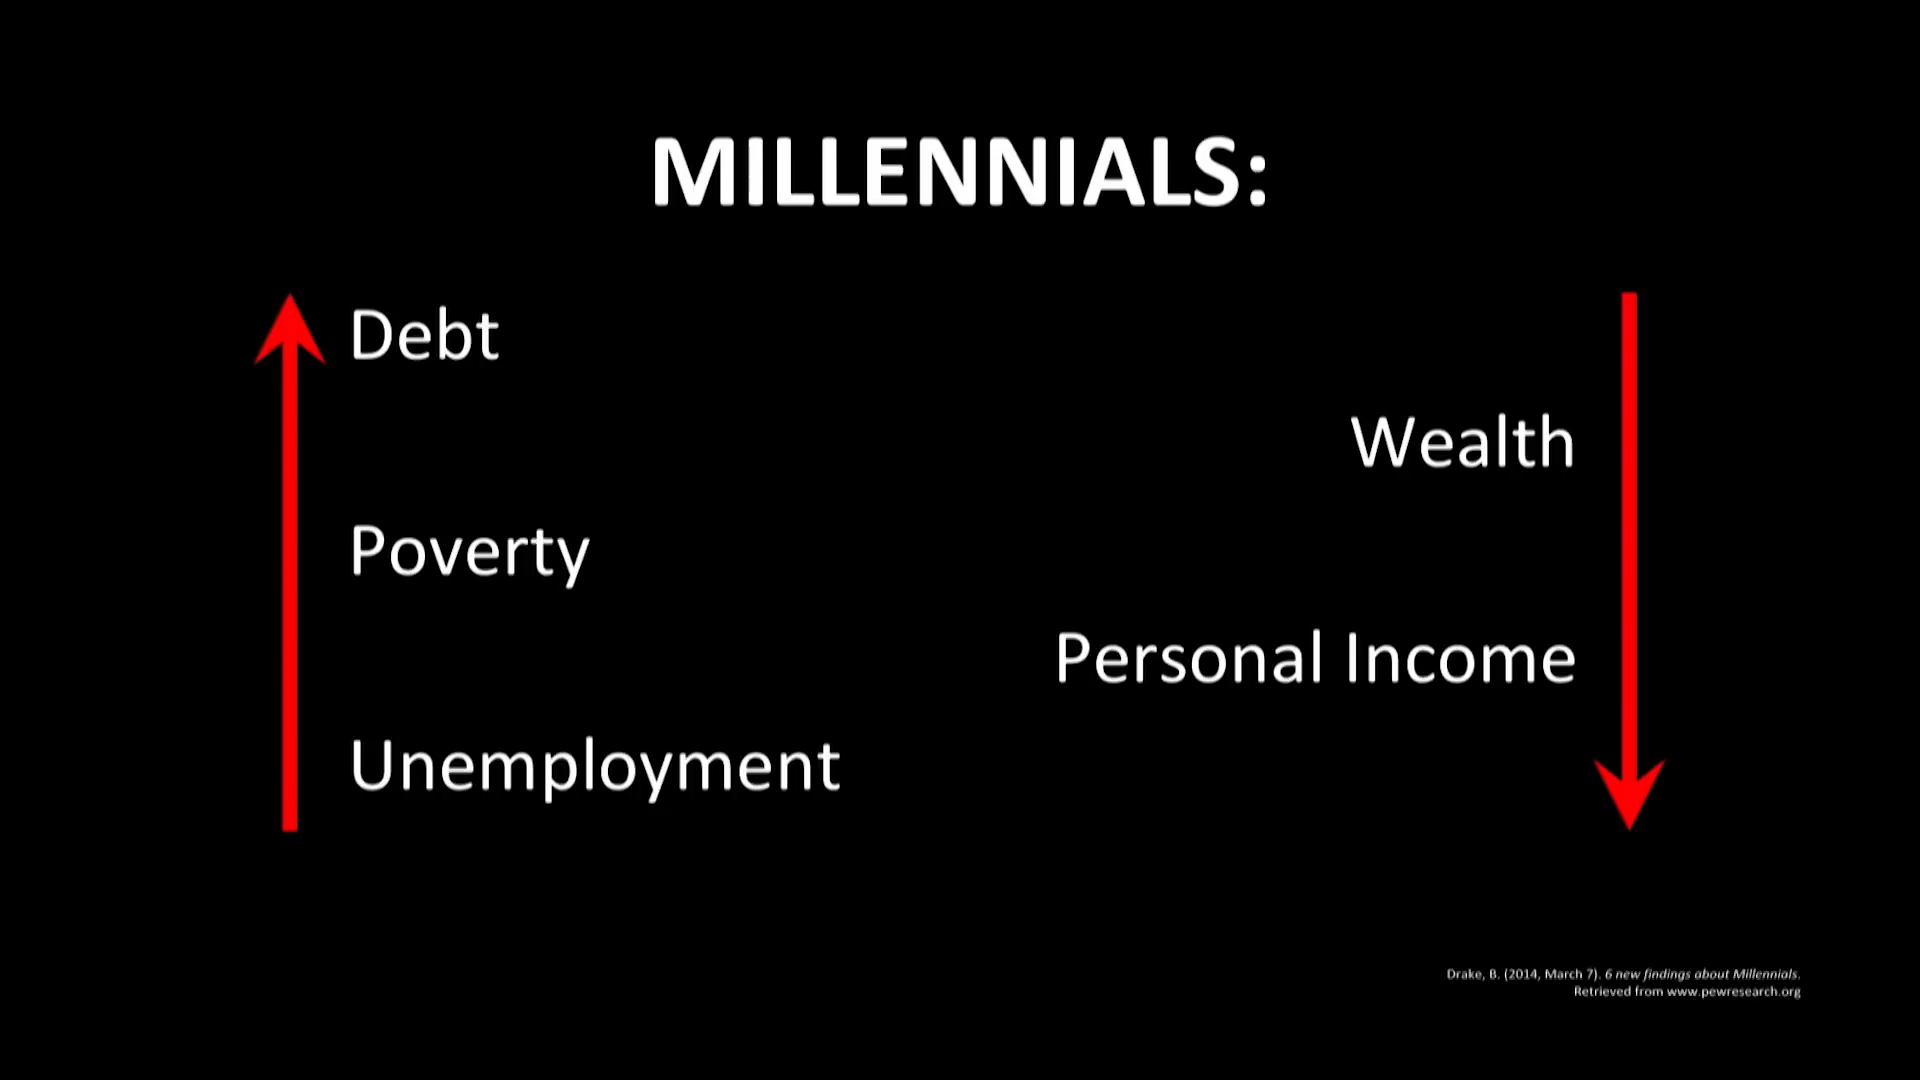 MILLENNIALS:
Debt
Wealth
Poverty
Personal Income
Unemployment
Drake, B. (2014, March 7). 6 new findings about Millennials.
Retrieved from www.pewresearch.org